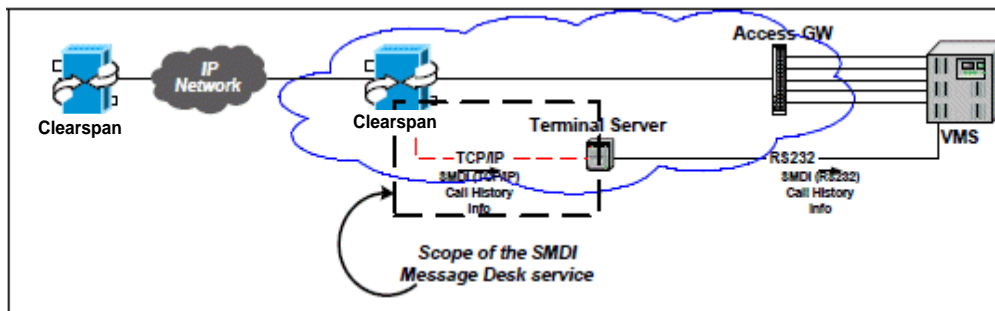 Access GW
IP
Network
Clearspan
Clearspan
Terminal Server
VMS
TCP/IP
SMDI (TCP/IP)
Call History
Info
RS232
SMDI (RS232)
Call History
Info
Scope of the SMDI
Message Desk service